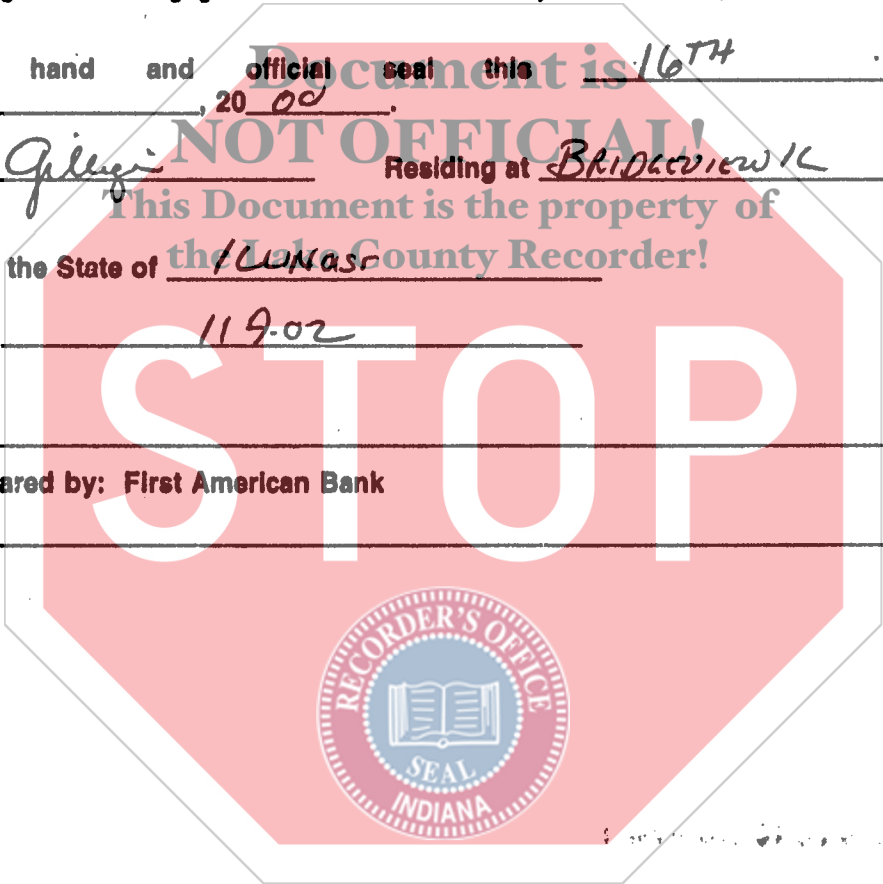 hand and official seal this 16TH
, 20 00 .
Residing at BRIDGEVIEW IL
the State of
11 9-02
ared by: First American Bank
Document is
NOT OFFICIAL!
This Document is the property of
the Lake County Recorder!
STOP
RECORDER'S OFFICE
SEAL
INDIANA